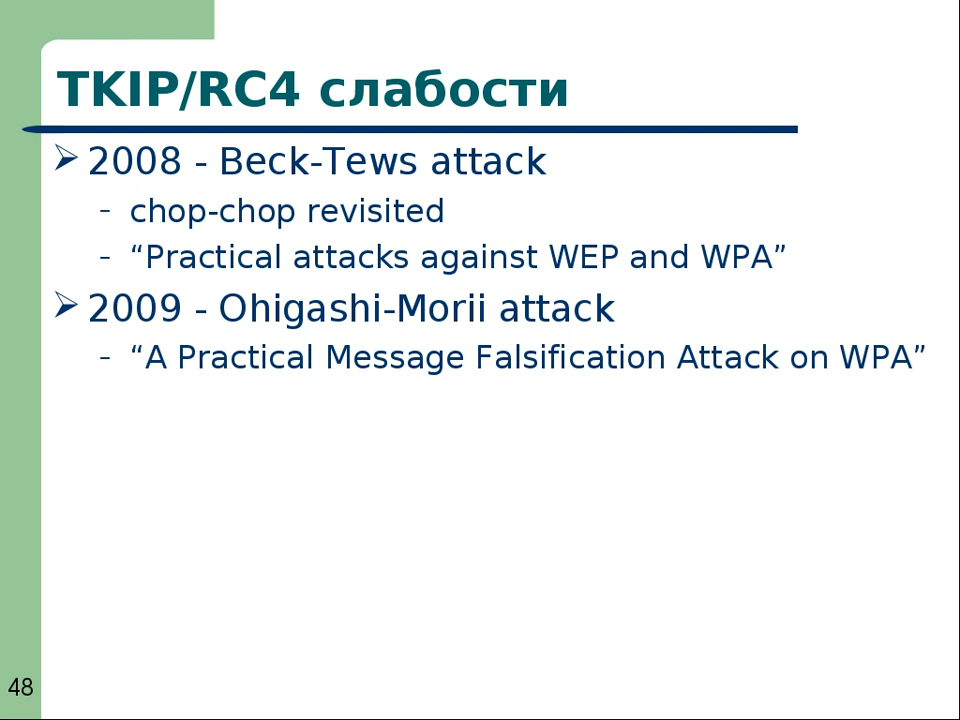 TKIP/RC4 слабости
➢ 2008 - Beck-Tews attack
– chop-chop revisited
– “Practical attacks against WEP and WPA”
➢ 2009 - Ohigashi-Morii attack
– “A Practical Message Falsification Attack on WPA”
48